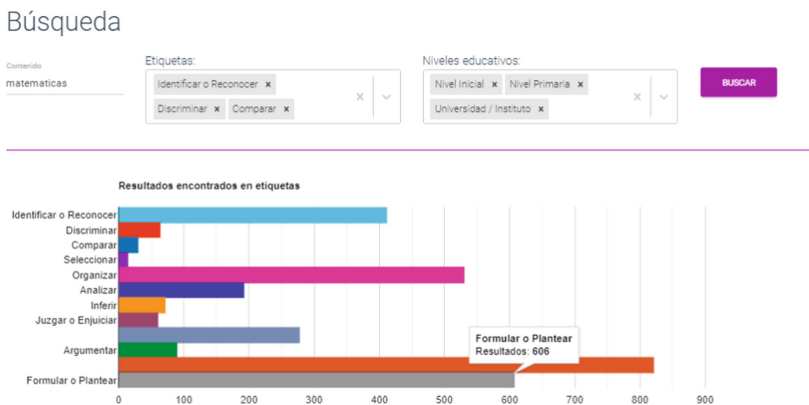 Búsqueda
Contenido
matematicas
Etiquetas:
Identificar o Reconocer x
Discriminar x Comparar x
Niveles educativos:
Nivel Inicial x Nivel Primaria x
Universidad / Instituto x
BUSCAR
Resultados encontrados en etiquetas
Identificar o Reconocer
Discriminar
Comparar
Seleccionar
Organizar
Analizar
Inferir
Juzgar o Enjuiciar
Argumentar
Formular o Plantear
Formular o Plantear
Resultados: 606
0 100 200 300 400 500 600 700 800 900